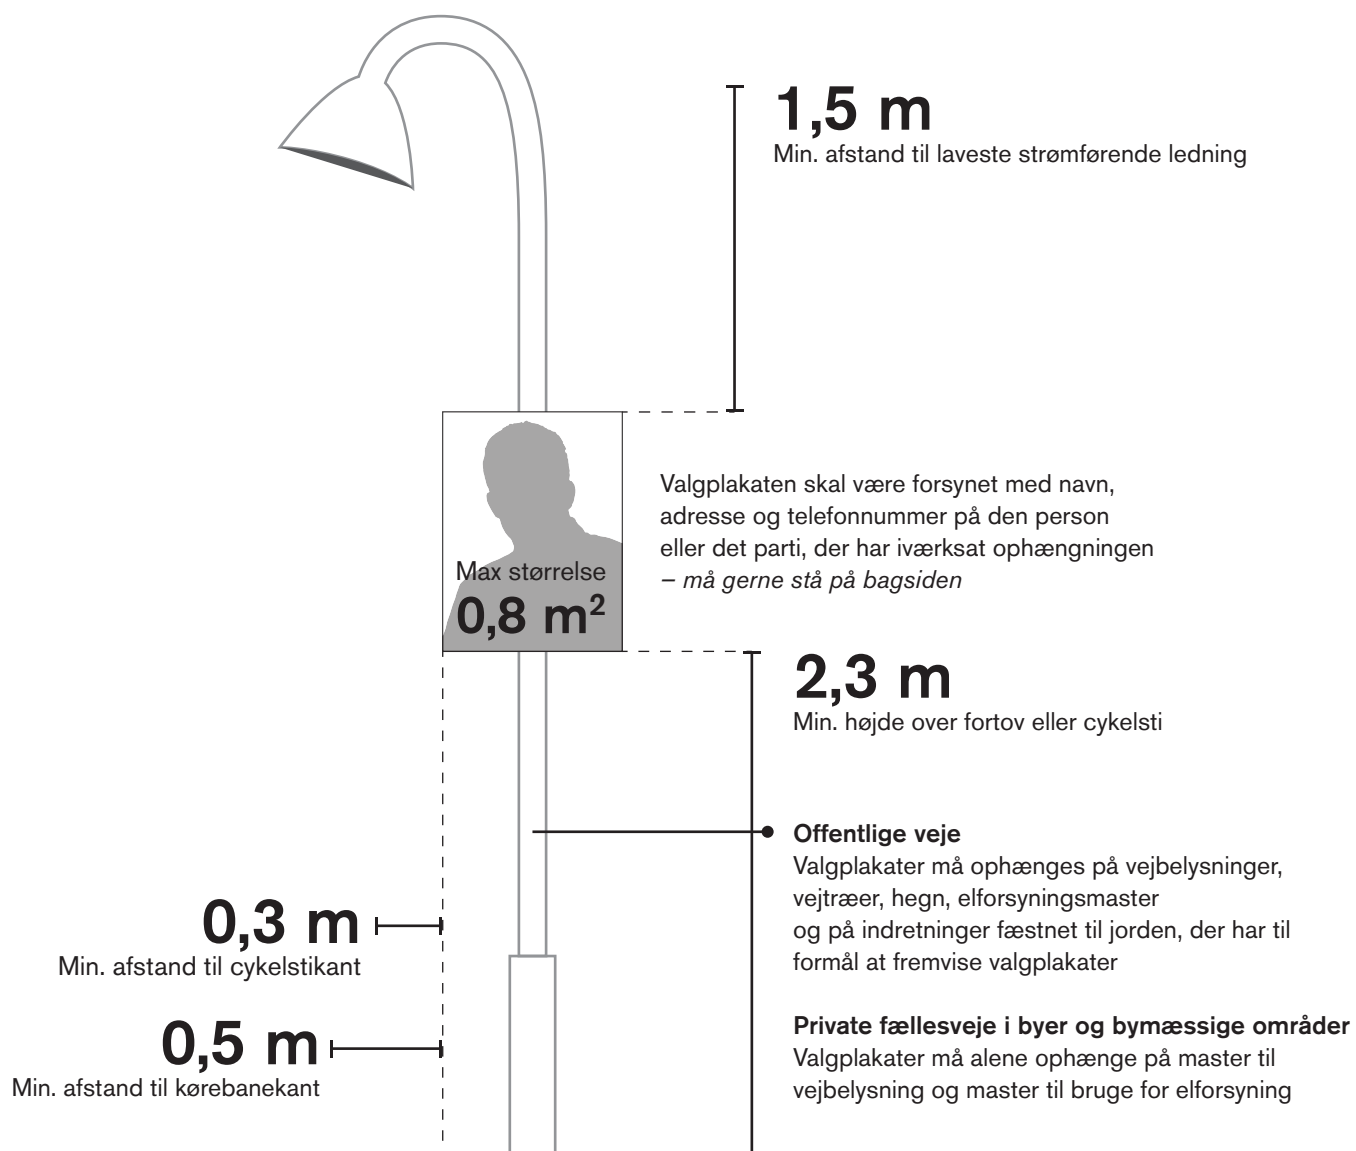 1,5 m
Min. afstand til laveste strømførende ledning
Valgplakaten skal være forsynet med navn,
adresse og telefonnummer på den person
eller det parti, der har iværksat ophængningen
– må gerne stå på bagsiden
Max størrelse
0,8 m²
2,3 m
Min. højde over fortov eller cykelsti
Offentlige veje
Valgplakater må ophænges på vejbelysninger,
vejtræer, hegn, elforsyningsmaster
og på indretninger fæstnet til jorden, der har til
formål at fremvise valgplakater
0,3 m
Min. afstand til cykelstikant
0,5 m
Min. afstand til kørebanekant
Private fællesveje i byer og bymæssige områder
Valgplakater må alene ophænge på master til
vejbelysning og master til bruge for elforsyning